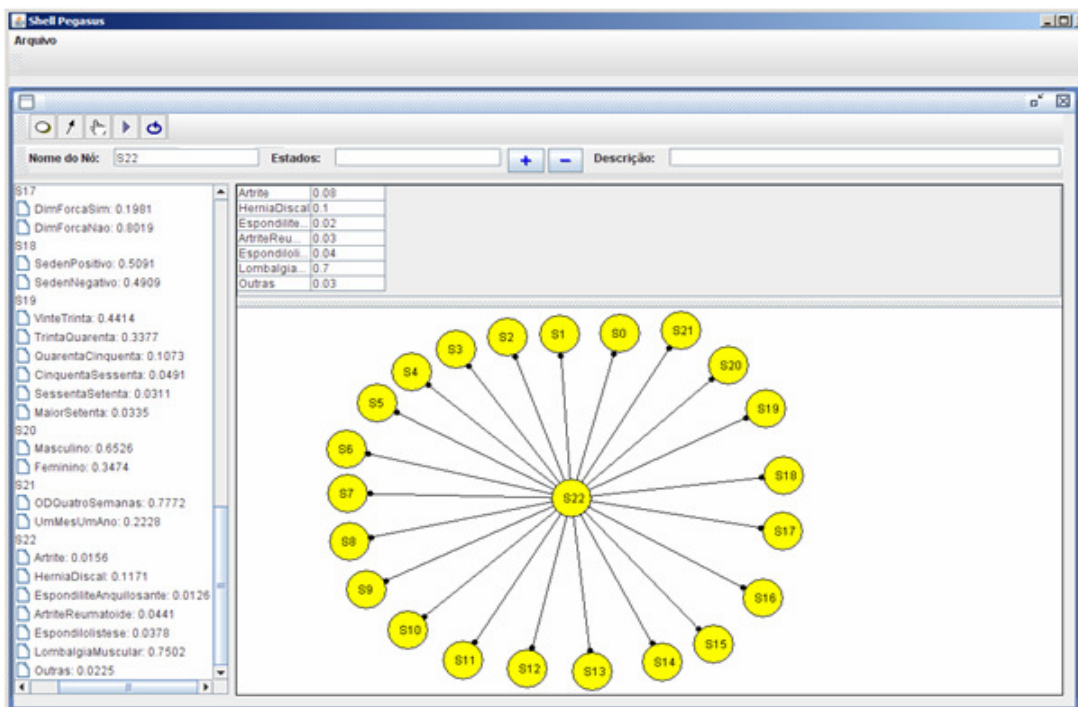 Shell Pegasus
Arquivo
Nome do Nó: S22 Estados: + − Descrição:
S17
DimForcaSim: 0.1981
DimForcaNao: 0.8019
S18
SedenPositivo: 0.5091
SedenNegativo: 0.4909
S19
VinteTrinta: 0.4414
TrintaQuarenta: 0.3377
QuarentaCinquenta: 0.1073
CinquentaSessenta: 0.0491
SessentaSetenta: 0.0311
MaiorSetenta: 0.0335
S20
Masculino: 0.6526
Feminino: 0.3474
S21
ODQuatroSemanas: 0.7772
UmMesUmAno: 0.2228
S22
Artrite: 0.0156
HerniaDiscal: 0.1171
EspondiliteAnquilosante: 0.0126
ArtriteReumatoide: 0.0441
Espondilolistese: 0.0378
LombalgiaMuscular: 0.7502
Outras: 0.0225
Artrite 0.08
HerniaDiscal 0.1
Espondilite... 0.02
ArtriteReu... 0.03
Espondiloli... 0.04
Lombalgia... 0.7
Outras 0.03
S3 S2 S1 S0 S21
S4 S20
S5 S19
S6
S18
S7 S22
S8 S17
S9 S16
S10 S15
S11 S12 S13 S14